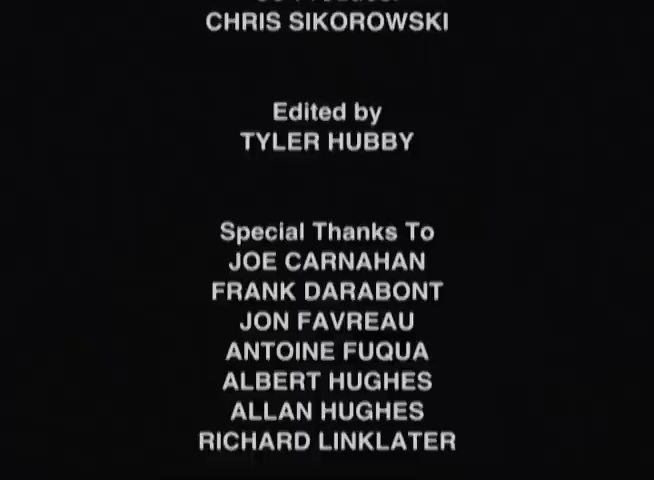 CHRIS SIKOROWSKI
Edited by
TYLER HUBBY
Special Thanks To
JOE CARNAHAN
FRANK DARABONT
JON FAVREAU
ANTOINE FUQUA
ALBERT HUGHES
ALLAN HUGHES
RICHARD LINKLATER